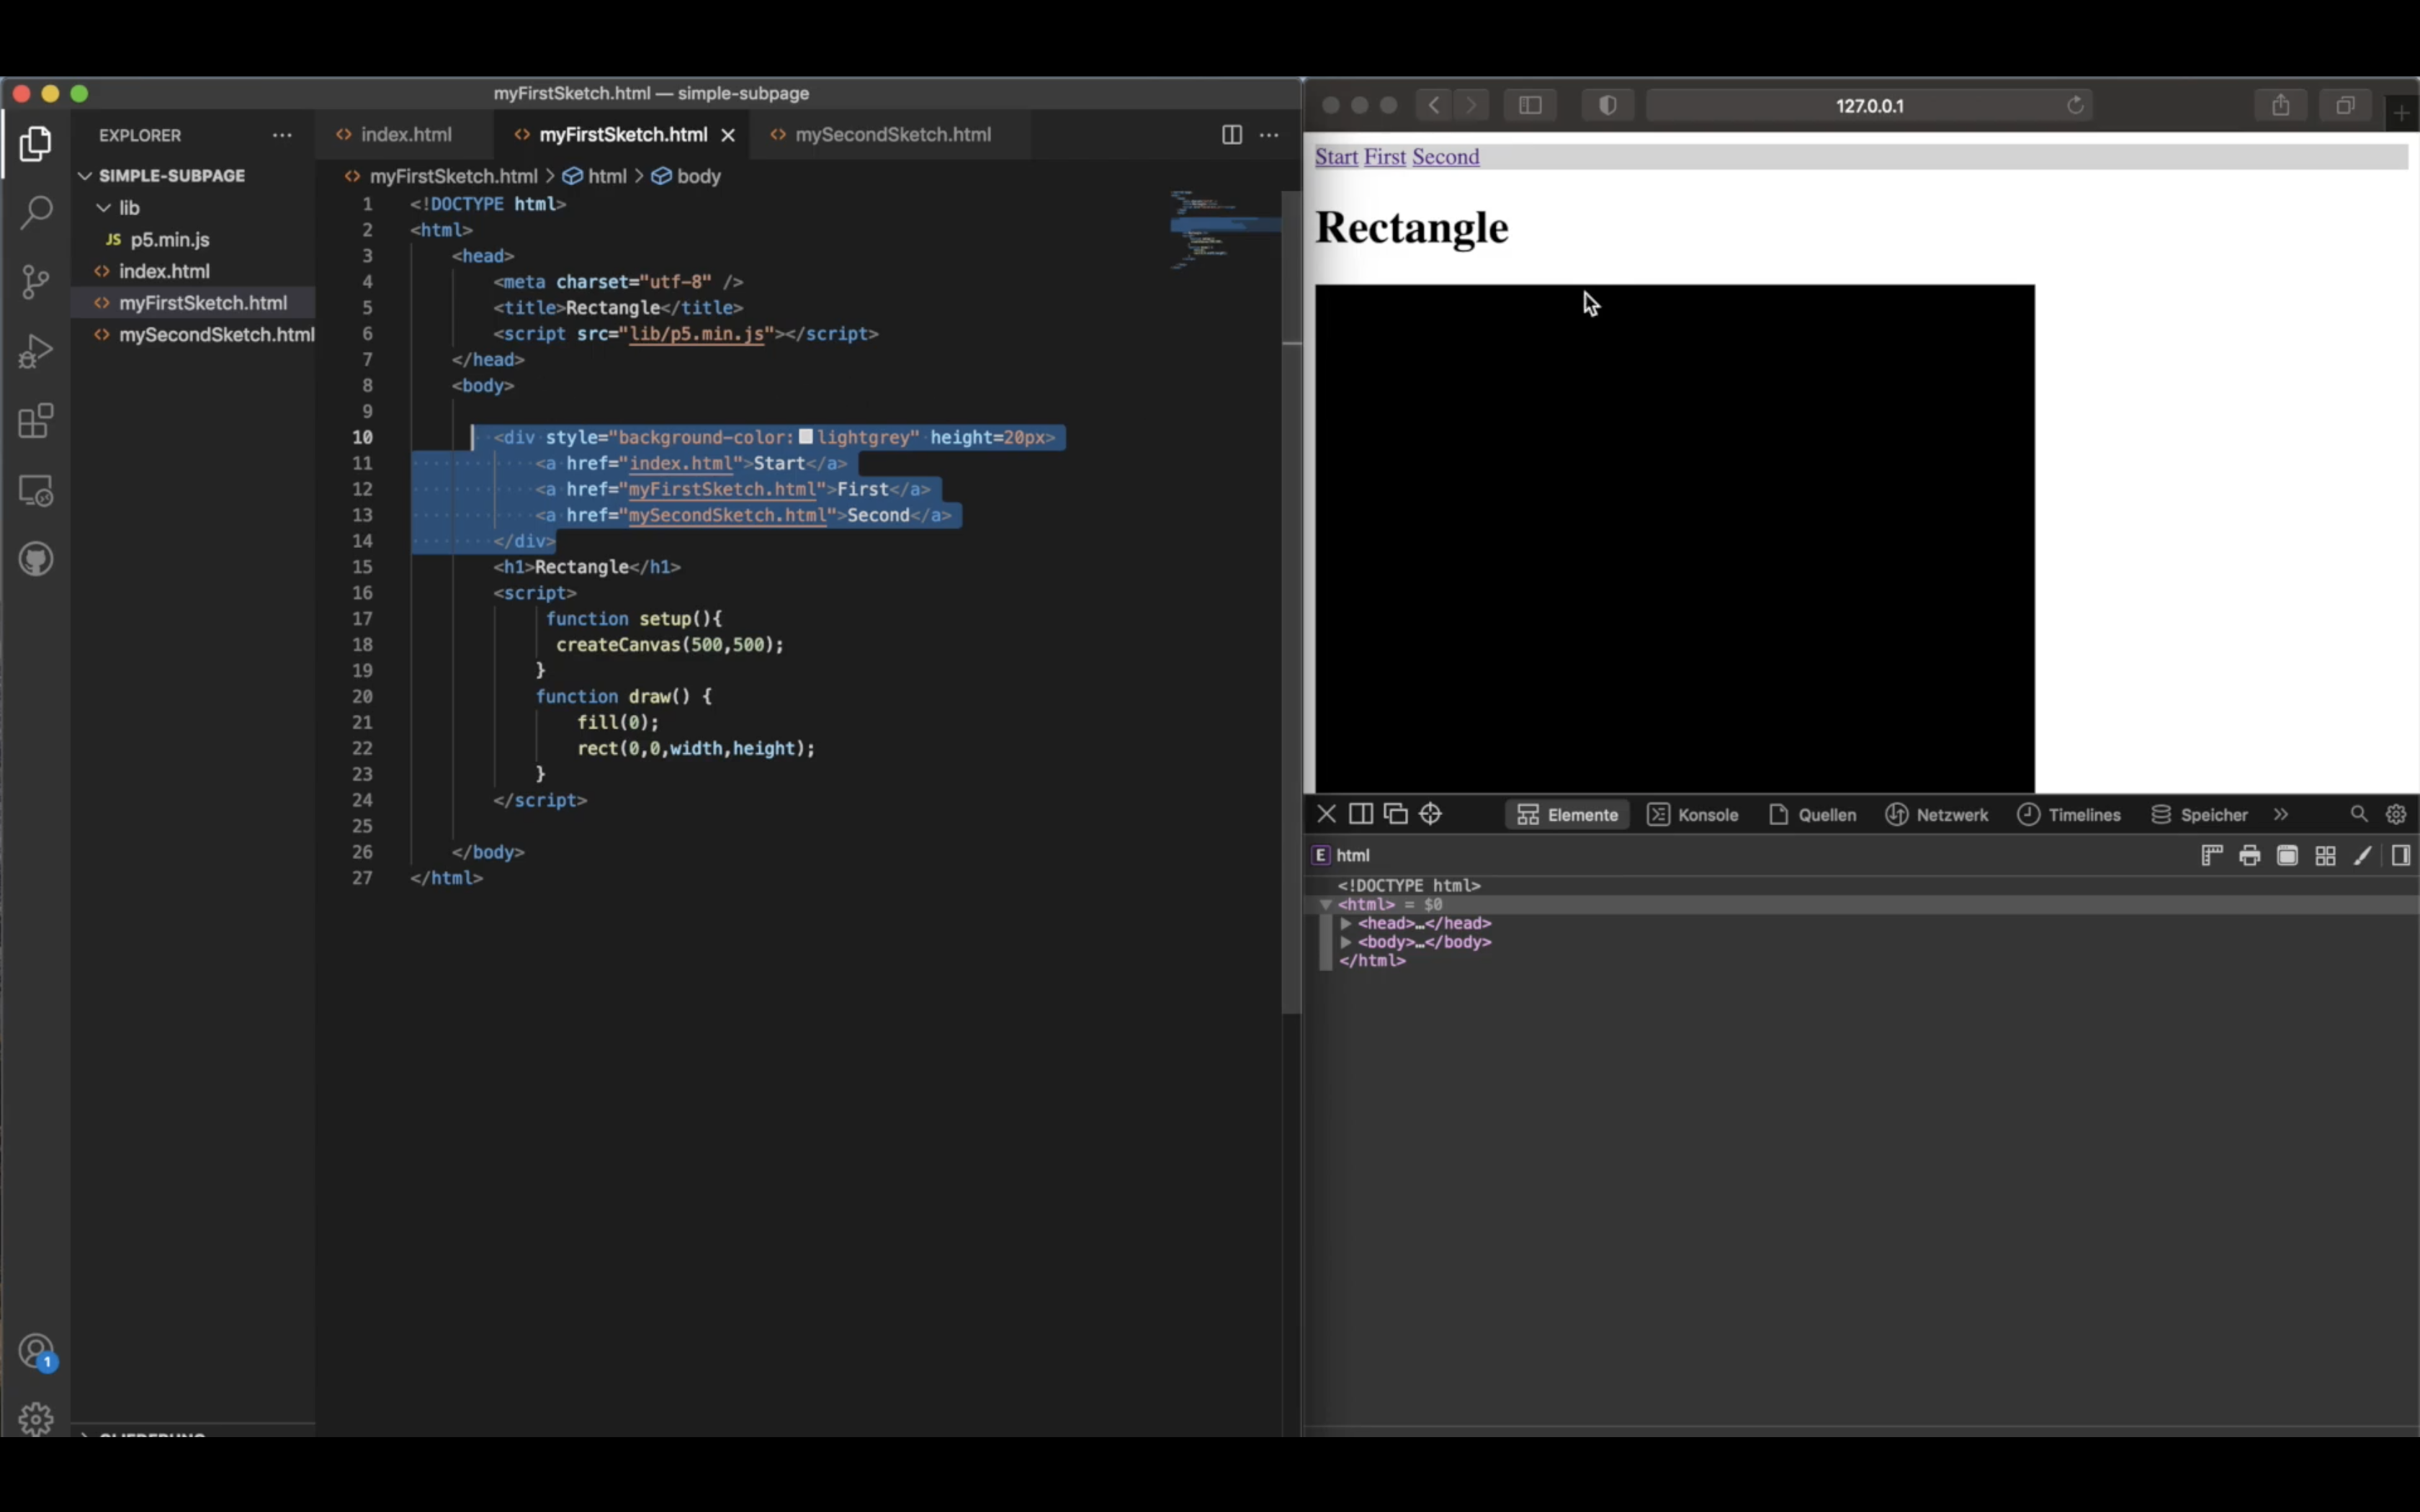 myFirstSketch.html — simple-subpage
EXPLORER
SIMPLE-SUBPAGE
lib
JS p5.min.js
index.html
myFirstSketch.html
mySecondSketch.html
1
index.html
myFirstSketch.html
mySecondSketch.html
myFirstSketch.html > html > body
1 <!DOCTYPE html>
2 <html>
3 <head>
4 <meta charset="utf-8" />
5 <title>Rectangle</title>
6 <script src="lib/p5.min.js"></script>
7 </head>
8 <body>
9
10 <div style="background-color: lightgrey" height=20px>
11 <a href="index.html">Start</a>
12 <a href="myFirstSketch.html">First</a>
13 <a href="mySecondSketch.html">Second</a>
14 </div>
15 <h1>Rectangle</h1>
16 <script>
17 function setup(){
18 createCanvas(500,500);
19 }
20 function draw() {
21 fill(0);
22 rect(0,0,width,height);
23 }
24 </script>
25
26 </body>
27 </html>
127.0.0.1
Start First Second
Rectangle
Elemente Konsole Quellen Netzwerk Timelines Speicher
E html
<!DOCTYPE html>
<html> = $0
<head>…</head>
<body>…</body>
</html>